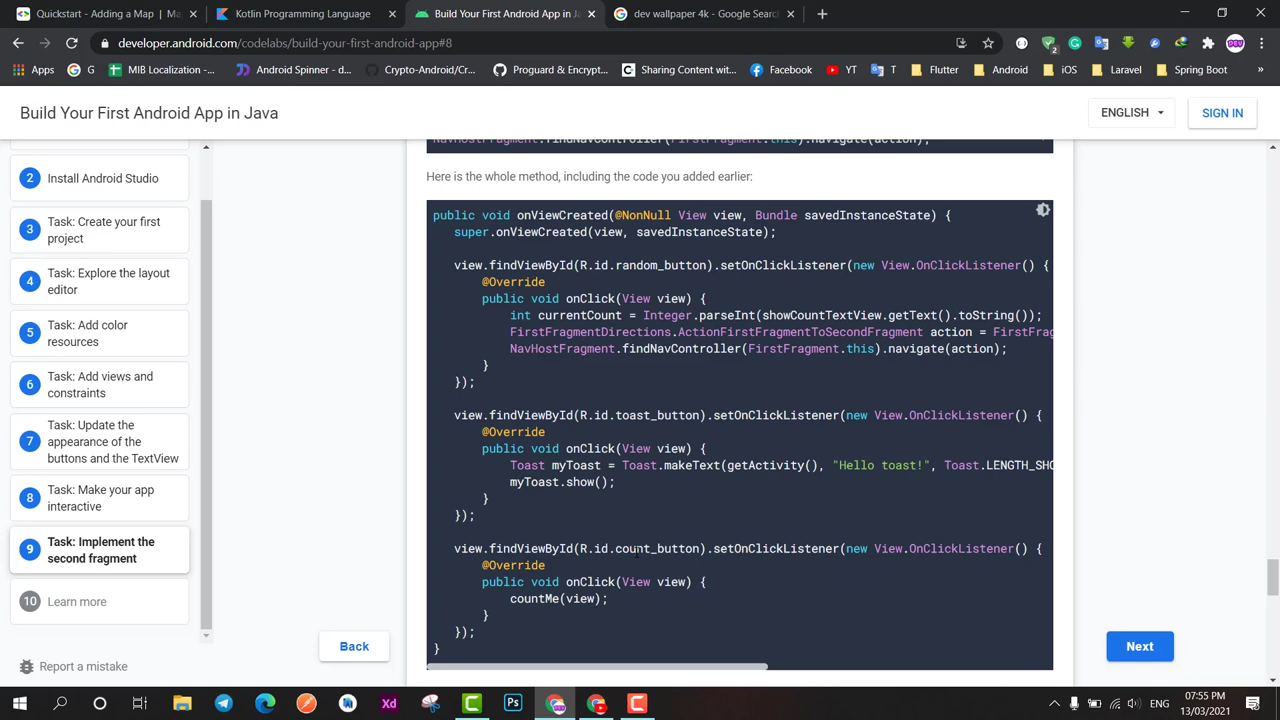 Quickstart - Adding a Map | Ma
Kotlin Programming Language
Build Your First Android App in J
dev wallpaper 4k - Google Searc
developer.android.com/codelabs/build-your-first-android-app#8
Apps
G
MIB Localization -...
Android Spinner - d...
Crypto-Android/Cr...
Proguard & Encrypt...
Sharing Content wit...
Facebook
YT
T
Flutter
Android
iOS
Laravel
Spring Boot
»
Build Your First Android App in Java
ENGLISH
SIGN IN
2 Install Android Studio
3 Task: Create your first
project
4 Task: Explore the layout
editor
5 Task: Add color
resources
6 Task: Add views and
constraints
7 Task: Update the
appearance of the
buttons and the TextView
8 Task: Make your app
interactive
9 Task: Implement the
second fragment
10 Learn more
Report a mistake
NavHostFragment.findNavController(FirstFragment.this).navigate(action);
Here is the whole method, including the code you added earlier:
public void onViewCreated(@NonNull View view, Bundle savedInstanceState) {
super.onViewCreated(view, savedInstanceState);
view.findViewById(R.id.random_button).setOnClickListener(new View.OnClickListener() {
@Override
public void onClick(View view) {
int currentCount = Integer.parseInt(showCountTextView.getText().toString());
FirstFragmentDirections.ActionFirstFragmentToSecondFragment action = FirstFrag
NavHostFragment.findNavController(FirstFragment.this).navigate(action);
}
});
view.findViewById(R.id.toast_button).setOnClickListener(new View.OnClickListener() {
@Override
public void onClick(View view) {
Toast myToast = Toast.makeText(getActivity(), "Hello toast!", Toast.LENGTH_SHO
myToast.show();
}
});
view.findViewById(R.id.count_button).setOnClickListener(new View.OnClickListener() {
@Override
public void onClick(View view) {
countMe(view);
}
});
}
Back
Next
Xd
Ps
ENG
07:55 PM
13/03/2021